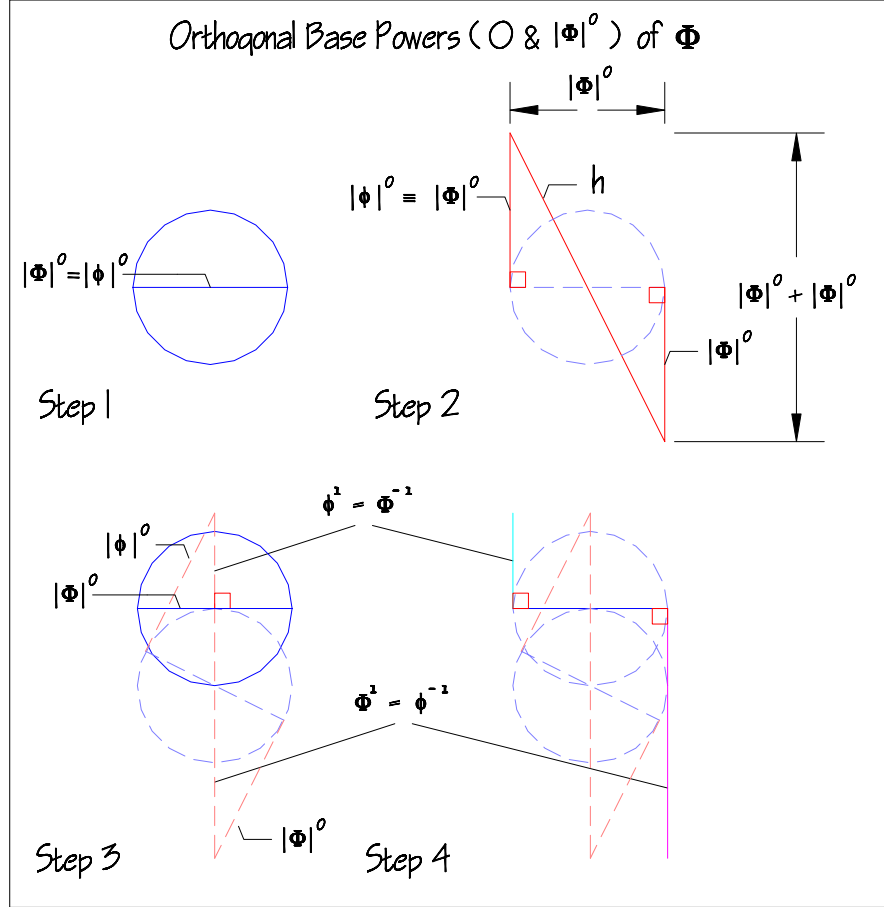 Orthogonal Base Powers ( O & |Φ|⁰ ) of Φ
|Φ|⁰
|ϕ|⁰ ≡ |Φ|⁰
h
|Φ|⁰=|ϕ|⁰
|Φ|⁰ + |Φ|⁰
|Φ|⁰
Step 1
Step 2
ϕ¹ = Φ⁻¹
|ϕ|⁰
|Φ|⁰
Φ¹ = ϕ⁻¹
|Φ|⁰
Step 3
Step 4